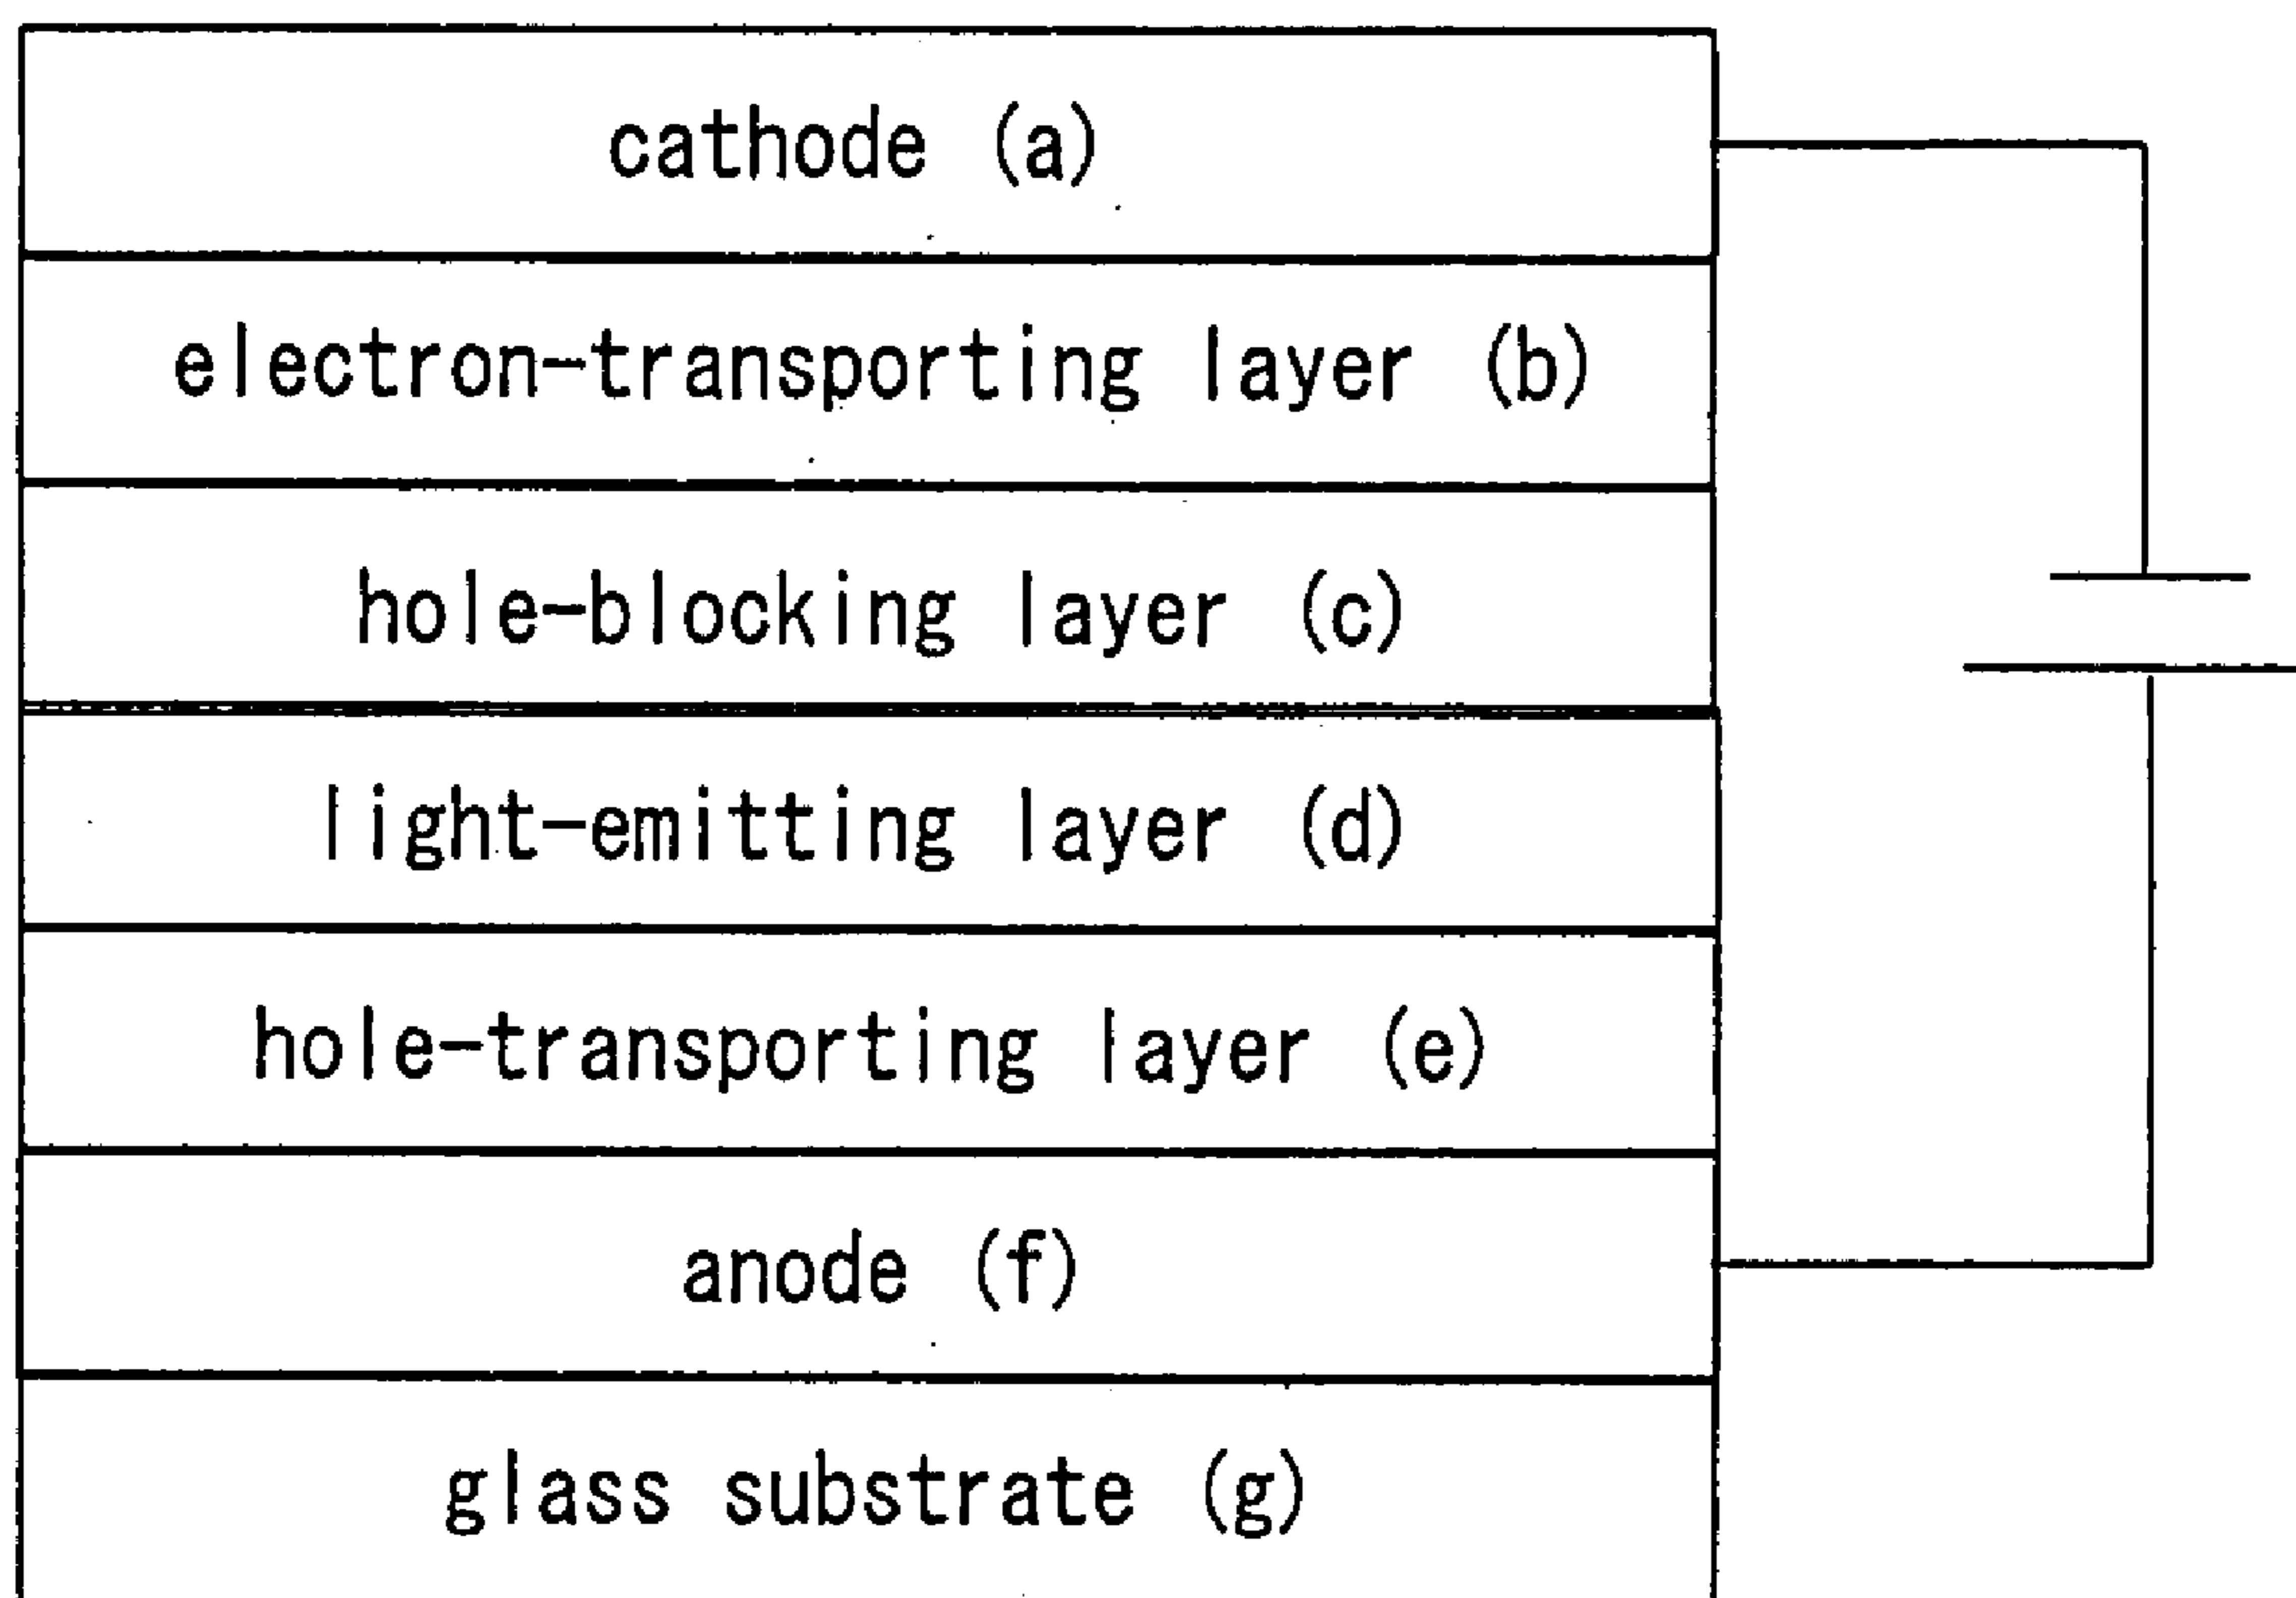 cathode (a)
electron-transporting layer (b)
hole-blocking layer (c)
light-emitting layer (d)
hole-transporting layer (e)
anode (f)
glass substrate (g)